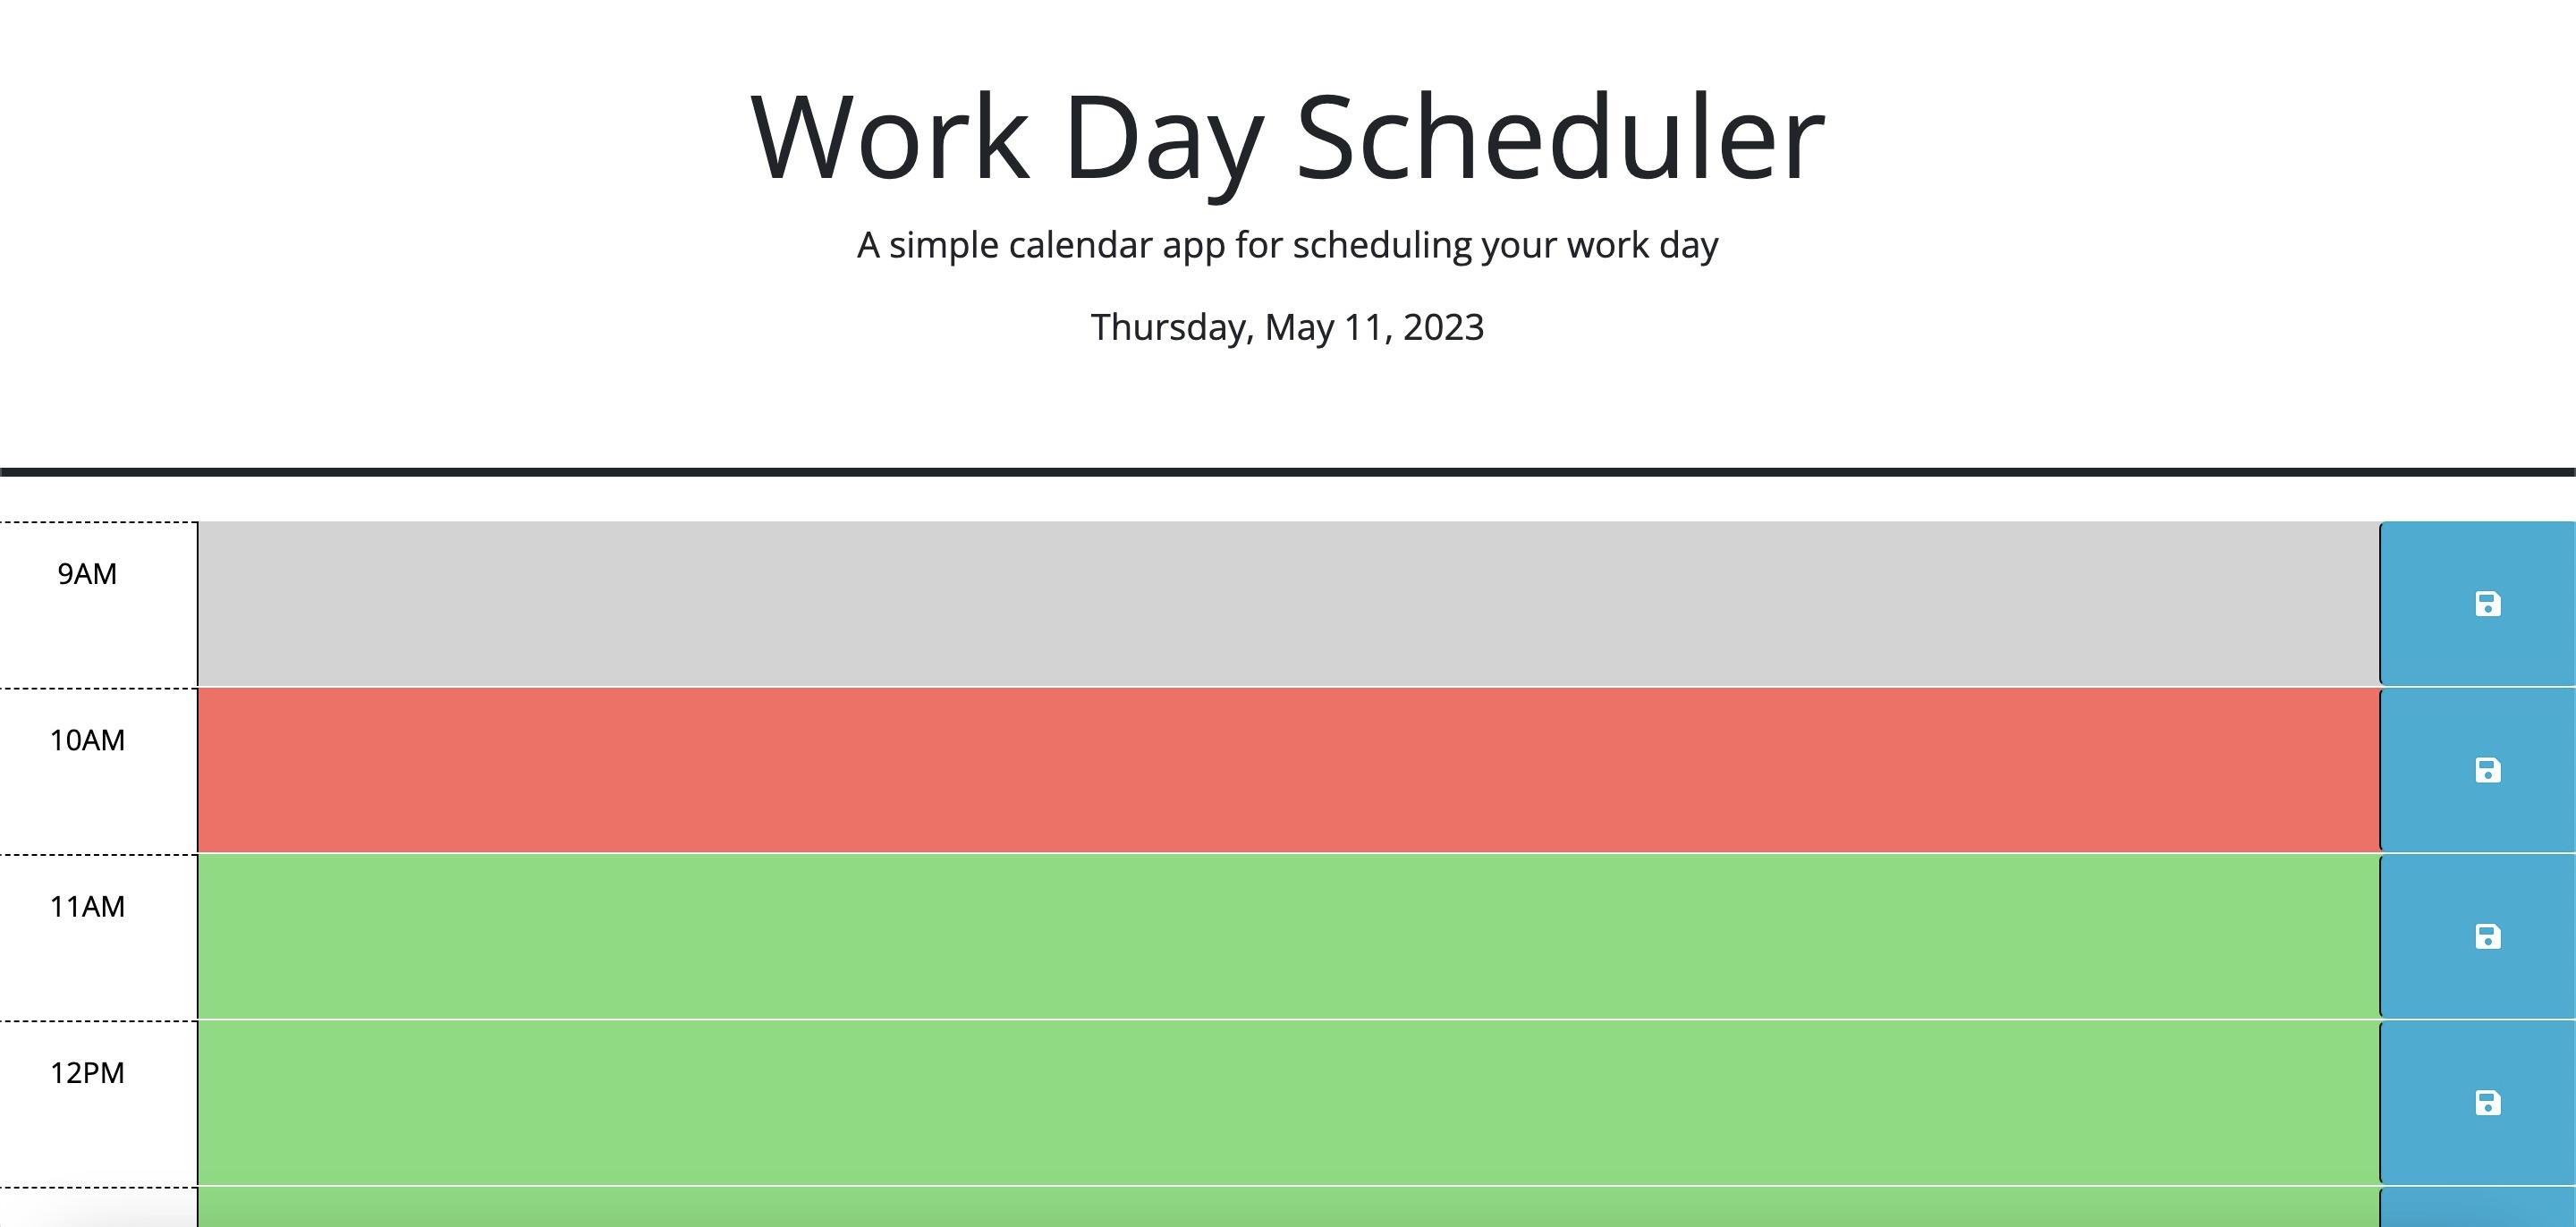 Work Day Scheduler
A simple calendar app for scheduling your work day
Thursday, May 11, 2023
9AM
10AM
11AM
12PM